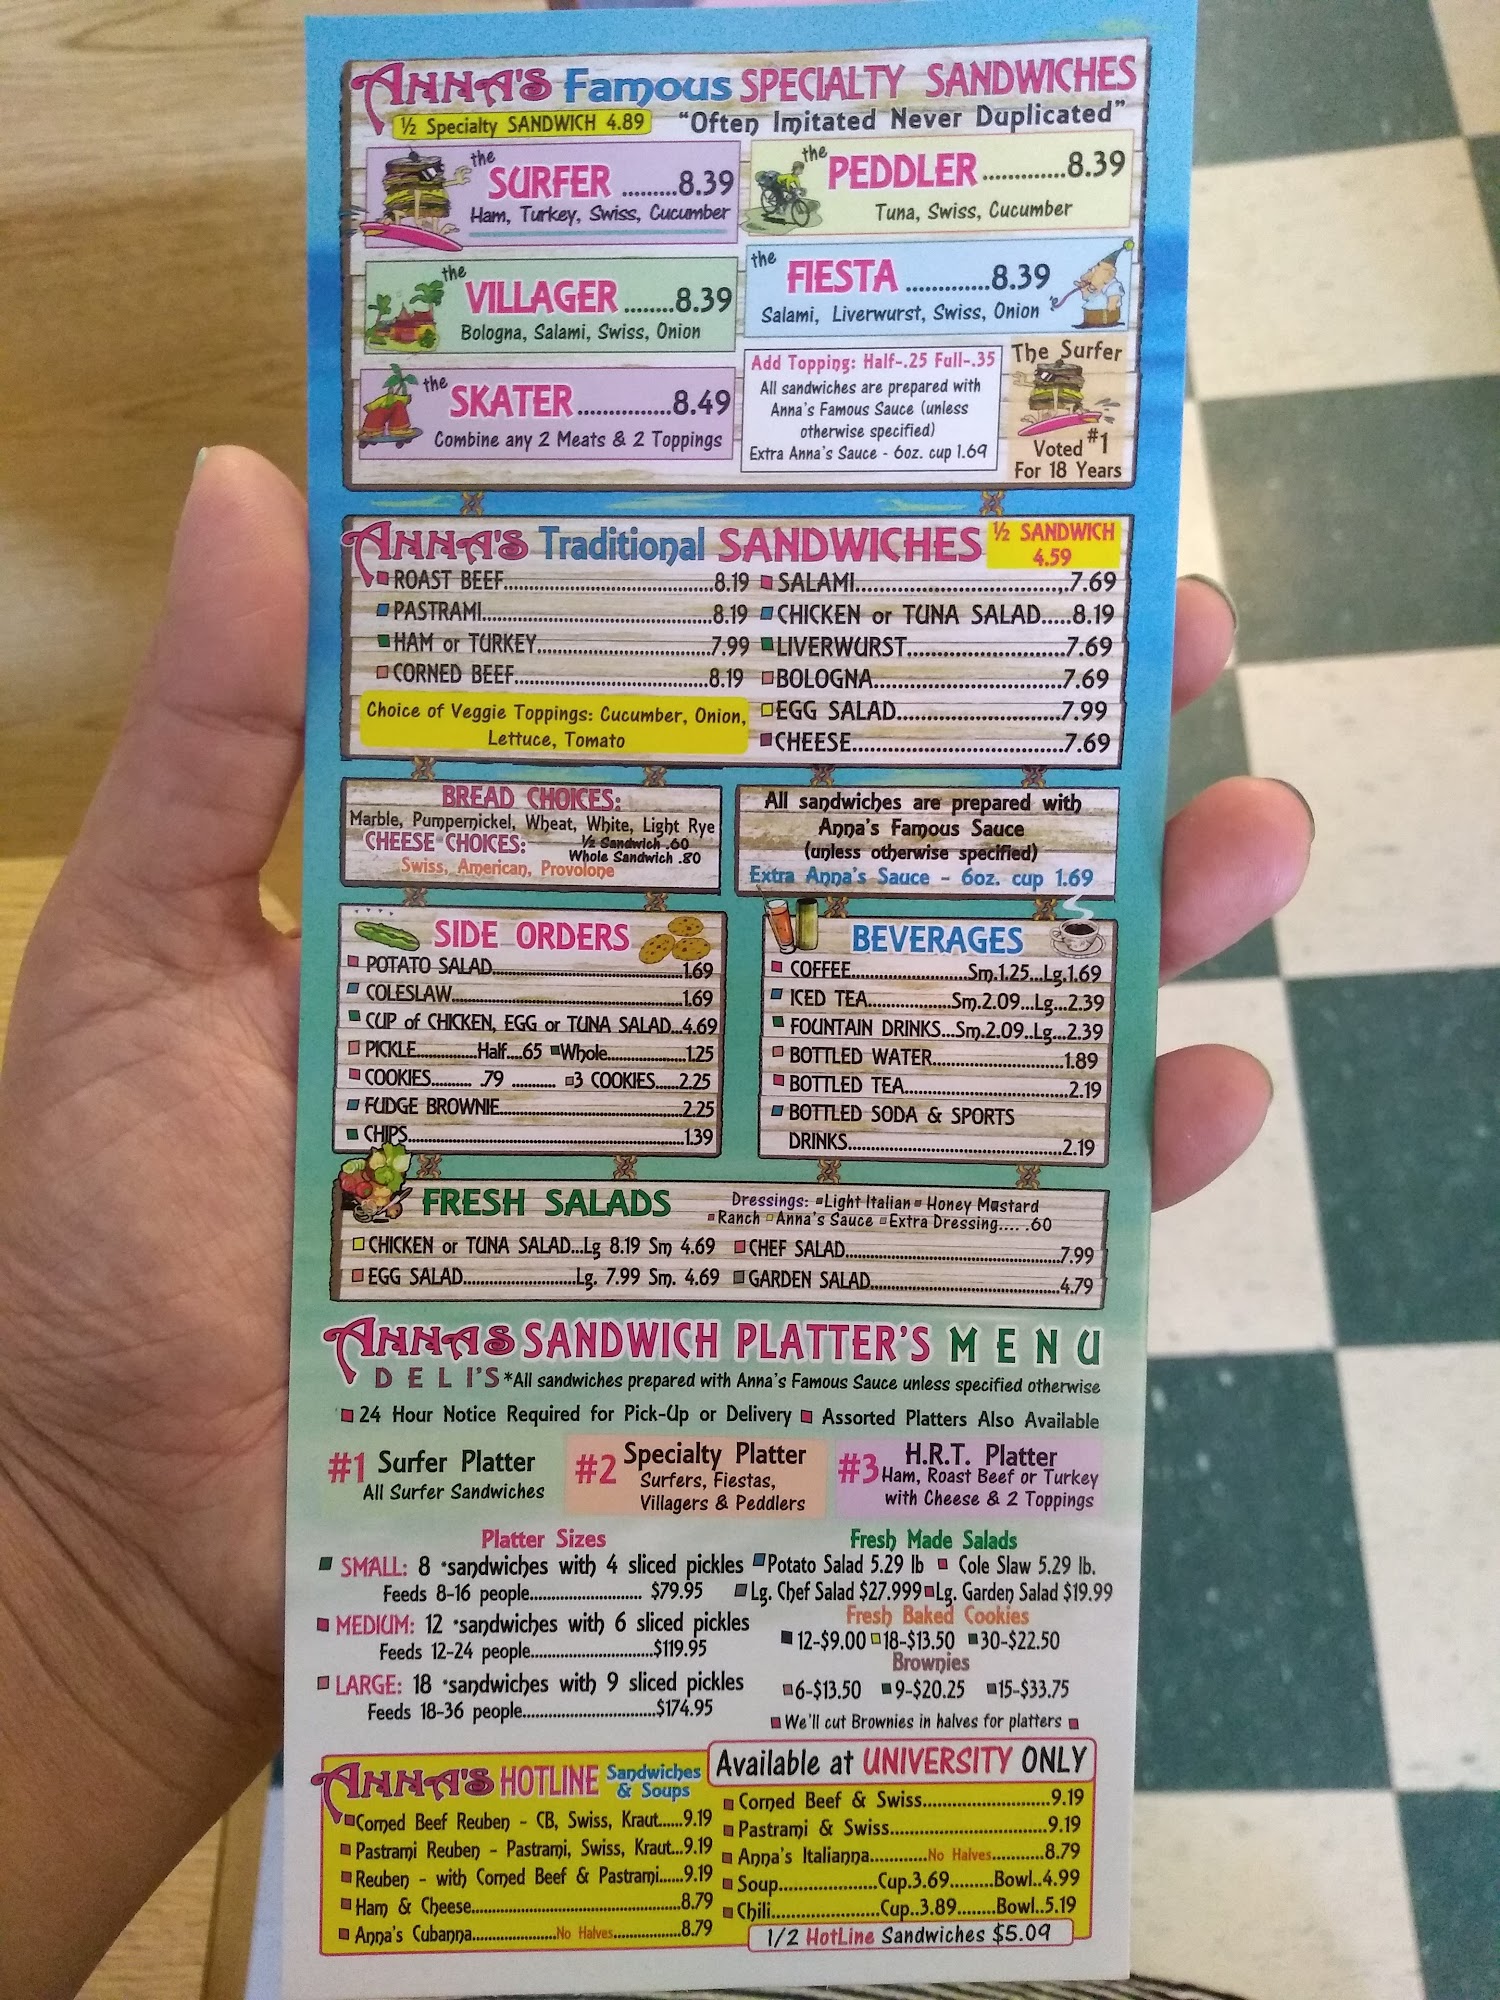 ANNA'S Famous SPECIALTY SANDWICHES
½ Specialty SANDWICH 4.89 "Often Imitated Never Duplicated"
the SURFER .........8.39
Ham, Turkey, Swiss, Cucumber
the PEDDLER .............8.39
Tuna, Swiss, Cucumber
the VILLAGER ........8.39
Bologna, Salami, Swiss, Onion
the FIESTA .............8.39
Salami, Liverwurst, Swiss, Onion
the SKATER ...............8.49
Combine any 2 Meats & 2 Toppings
Add Topping: Half-.25 Full-.35
All sandwiches are prepared with
Anna's Famous Sauce (unless
otherwise specified)
Extra Anna's Sauce - 6oz. cup 1.69
The Surfer
Voted #1
For 18 Years
ANNA'S Traditional SANDWICHES
½ SANDWICH
4.59
ROAST BEEF..........8.19
PASTRAMI..........8.19
HAM or TURKEY..........7.99
CORNED BEEF..........8.19
Choice of Veggie Toppings: Cucumber, Onion,
Lettuce, Tomato
SALAMI..........7.69
CHICKEN or TUNA SALAD.....8.19
LIVERWURST..........7.69
BOLOGNA..........7.69
EGG SALAD..........7.99
CHEESE..........7.69
BREAD CHOICES:
Marble, Pumpernickel, Wheat, White, Light Rye
CHEESE CHOICES: ½ Sandwich .60
Whole Sandwich .80
Swiss, American, Provolone
All sandwiches are prepared with
Anna's Famous Sauce
(unless otherwise specified)
Extra Anna's Sauce - 6oz. cup 1.69
SIDE ORDERS
POTATO SALAD..........1.69
COLESLAW..........1.69
CUP of CHICKEN, EGG or TUNA SALAD...4.69
PICKLE..........Half....65 Whole..........1.25
COOKIES.......... .79 .......... 3 COOKIES.....2.25
FUDGE BROWNIE..........2.25
CHIPS..........1.39
BEVERAGES
COFFEE..........Sm.1.25...Lg.1.69
ICED TEA..........Sm.2.09...Lg...2.39
FOUNTAIN DRINKS...Sm.2.09..Lg...2.39
BOTTLED WATER..........1.89
BOTTLED TEA..........2.19
BOTTLED SODA & SPORTS
DRINKS..........2.19
FRESH SALADS
Dressings: Light Italian Honey Mustard
Ranch Anna's Sauce Extra Dressing.... .60
CHICKEN or TUNA SALAD...Lg 8.19 Sm 4.69
EGG SALAD..........Lg. 7.99 Sm. 4.69
CHEF SALAD..........7.99
GARDEN SALAD..........4.79
ANNAS SANDWICH PLATTER'S MENU
DELI'S *All sandwiches prepared with Anna's Famous Sauce unless specified otherwise
24 Hour Notice Required for Pick-Up or Delivery Assorted Platters Also Available
#1 Surfer Platter
All Surfer Sandwiches
#2 Specialty Platter
Surfers, Fiestas,
Villagers & Peddlers
#3 H.R.T. Platter
Ham, Roast Beef or Turkey
with Cheese & 2 Toppings
Platter Sizes
SMALL: 8 *sandwiches with 4 sliced pickles
Feeds 8-16 people.......... $79.95
MEDIUM: 12 *sandwiches with 6 sliced pickles
Feeds 12-24 people..........$119.95
LARGE: 18 *sandwiches with 9 sliced pickles
Feeds 18-36 people..........$174.95
Fresh Made Salads
Potato Salad 5.29 lb Cole Slaw 5.29 lb.
Lg. Chef Salad $27.999 Lg. Garden Salad $19.99
Fresh Baked Cookies
12-$9.00 18-$13.50 30-$22.50
Brownies
6-$13.50 9-$20.25 15-$33.75
We'll cut Brownies in halves for platters
ANNA'S HOTLINE Sandwiches
& Soups
Available at UNIVERSITY ONLY
Corned Beef Reuben - CB, Swiss, Kraut.....9.19
Pastrami Reuben - Pastrami, Swiss, Kraut...9.19
Reuben - with Corned Beef & Pastrami......9.19
Ham & Cheese..........8.79
Anna's Cubanna..........No Halves..........8.79
Corned Beef & Swiss..........9.19
Pastrami & Swiss..........9.19
Anna's Italianna..........No Halves..........8.79
Soup..........Cup.3.69.........Bowl..4.99
Chili..........Cup..3.89........Bowl..5.19
1/2 HotLine Sandwiches $5.09